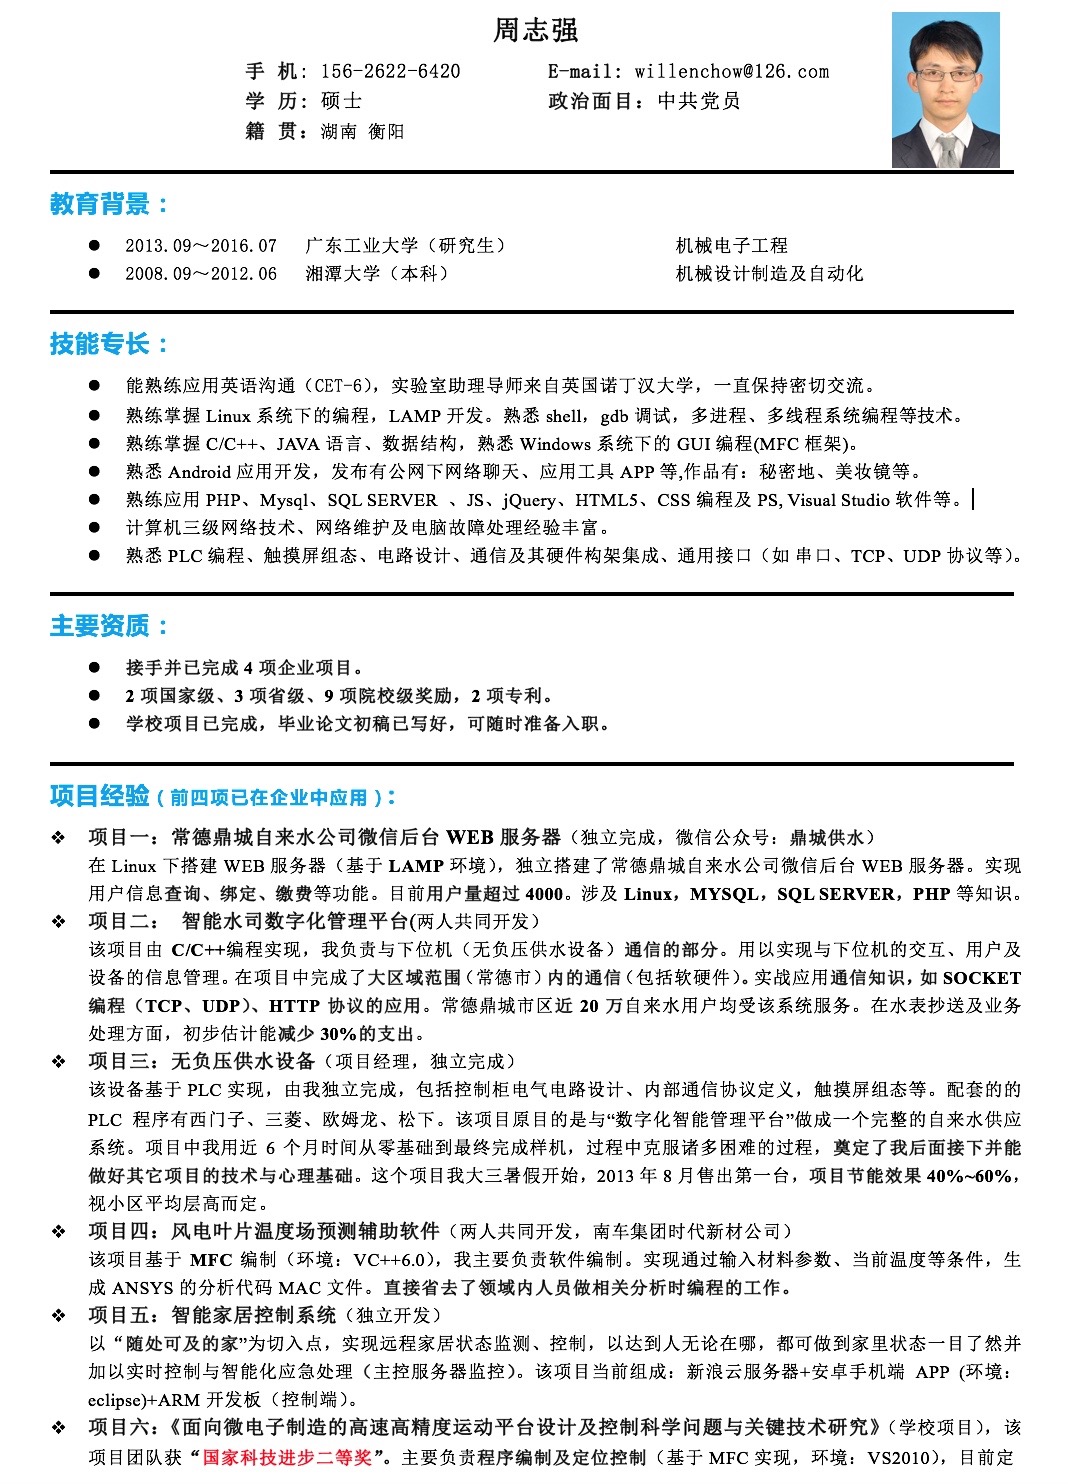 周志强
手 机: 156-2622-6420 E-mail: willenchow@126.com
学 历: 硕士 政治面目: 中共党员
籍 贯: 湖南 衡阳
教育背景：
● 2013.09～2016.07 广东工业大学（研究生） 机械电子工程
● 2008.09～2012.06 湘潭大学（本科） 机械设计制造及自动化
技能专长：
● 能熟练应用英语沟通（CET-6），实验室助理导师来自英国诺丁汉大学，一直保持密切交流。
● 熟练掌握 Linux 系统下的编程，LAMP 开发。熟悉 shell，gdb 调试，多进程、多线程系统编程等技术。
● 熟练掌握 C/C++、JAVA 语言、数据结构，熟悉 Windows 系统下的 GUI 编程(MFC 框架)。
● 熟悉 Android 应用开发，发布有公网下网络聊天、应用工具 APP 等,作品有：秘密地、美妆镜等。
● 熟练应用 PHP、Mysql、SQL SERVER 、JS、jQuery、HTML5、CSS 编程及 PS, Visual Studio 软件等。
● 计算机三级网络技术、网络维护及电脑故障处理经验丰富。
● 熟悉 PLC 编程、触摸屏组态、电路设计、通信及其硬件构架集成、通用接口（如 串口、TCP、UDP 协议等）。
主要资质：
● 接手并已完成 4 项企业项目。
● 2 项国家级、3 项省级、9 项院校级奖励，2 项专利。
● 学校项目已完成，毕业论文初稿已写好，可随时准备入职。
项目经验（前四项已在企业中应用）：
❖ 项目一：常德鼎城自来水公司微信后台 WEB 服务器（独立完成，微信公众号：鼎城供水）
在 Linux 下搭建 WEB 服务器（基于 LAMP 环境），独立搭建了常德鼎城自来水公司微信后台 WEB 服务器。实现
用户信息查询、绑定、缴费等功能。目前用户量超过 4000。涉及 Linux，MYSQL，SQL SERVER，PHP 等知识。
❖ 项目二： 智能水司数字化管理平台(两人共同开发）
该项目由 C/C++编程实现，我负责与下位机（无负压供水设备）通信的部分。用以实现与下位机的交互、用户及
设备的信息管理。在项目中完成了大区域范围（常德市）内的通信（包括软硬件）。实战应用通信知识，如 SOCKET
编程（TCP、UDP）、HTTP 协议的应用。常德鼎城市区近 20 万自来水用户均受该系统服务。在水表抄送及业务
处理方面，初步估计能减少 30%的支出。
❖ 项目三：无负压供水设备（项目经理，独立完成）
该设备基于 PLC 实现，由我独立完成，包括控制柜电气电路设计、内部通信协议定义，触摸屏组态等。配套的的
PLC 程序有西门子、三菱、欧姆龙、松下。该项目原目的是与“数字化智能管理平台”做成一个完整的自来水供应
系统。项目中我用近 6 个月时间从零基础到最终完成样机，过程中克服诸多困难的过程，奠定了我后面接下并能
做好其它项目的技术与心理基础。这个项目我大三暑假开始，2013 年 8 月售出第一台，项目节能效果 40%~60%，
视小区平均层高而定。
❖ 项目四：风电叶片温度场预测辅助软件（两人共同开发，南车集团时代新材公司）
该项目基于 MFC 编制（环境：VC++6.0），我主要负责软件编制。实现通过输入材料参数、当前温度等条件，生
成 ANSYS 的分析代码 MAC 文件。直接省去了领域内人员做相关分析时编程的工作。
❖ 项目五：智能家居控制系统（独立开发）
以“随处可及的家”为切入点，实现远程家居状态监测、控制，以达到人无论在哪，都可做到家里状态一目了然并
加以实时控制与智能化应急处理（主控服务器监控）。该项目当前组成：新浪云服务器+安卓手机端 APP (环境：
eclipse)+ARM 开发板（控制端）。
❖ 项目六：《面向微电子制造的高速高精度运动平台设计及控制科学问题与关键技术研究》（学校项目），该
项目团队获“国家科技进步二等奖”。主要负责程序编制及定位控制（基于 MFC 实现，环境：VS2010），目前定